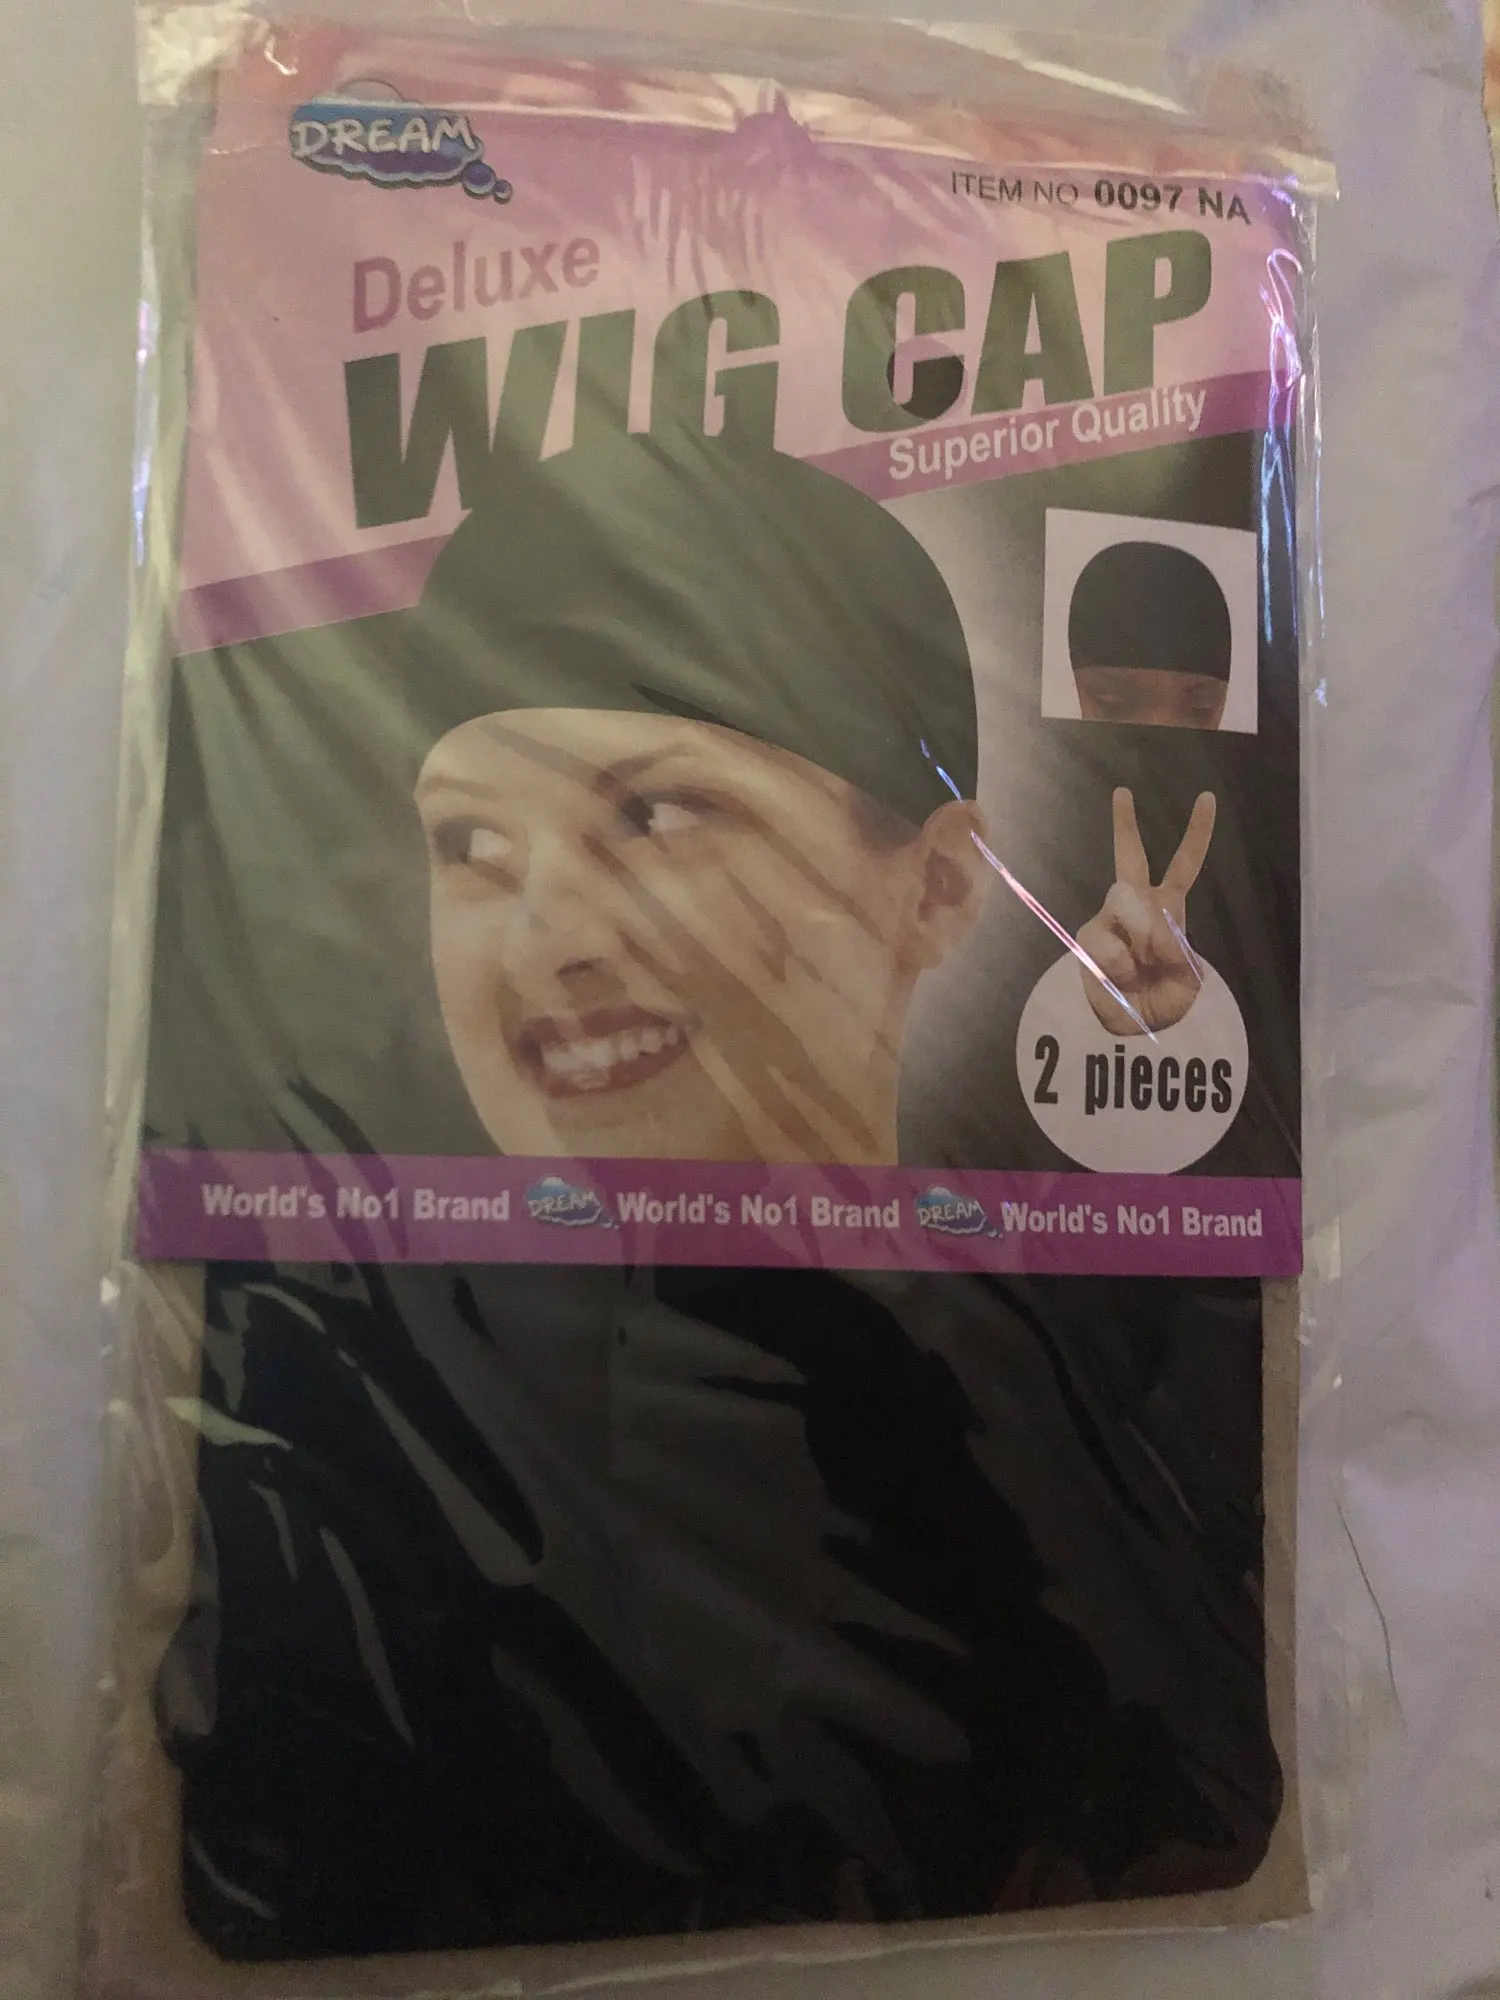 DREAM
ITEM NO 0097 NA
Deluxe
WIG CAP
Superior Quality
2 pieces
World's No1 Brand DREAM World's No1 Brand DREAM World's No1 Brand